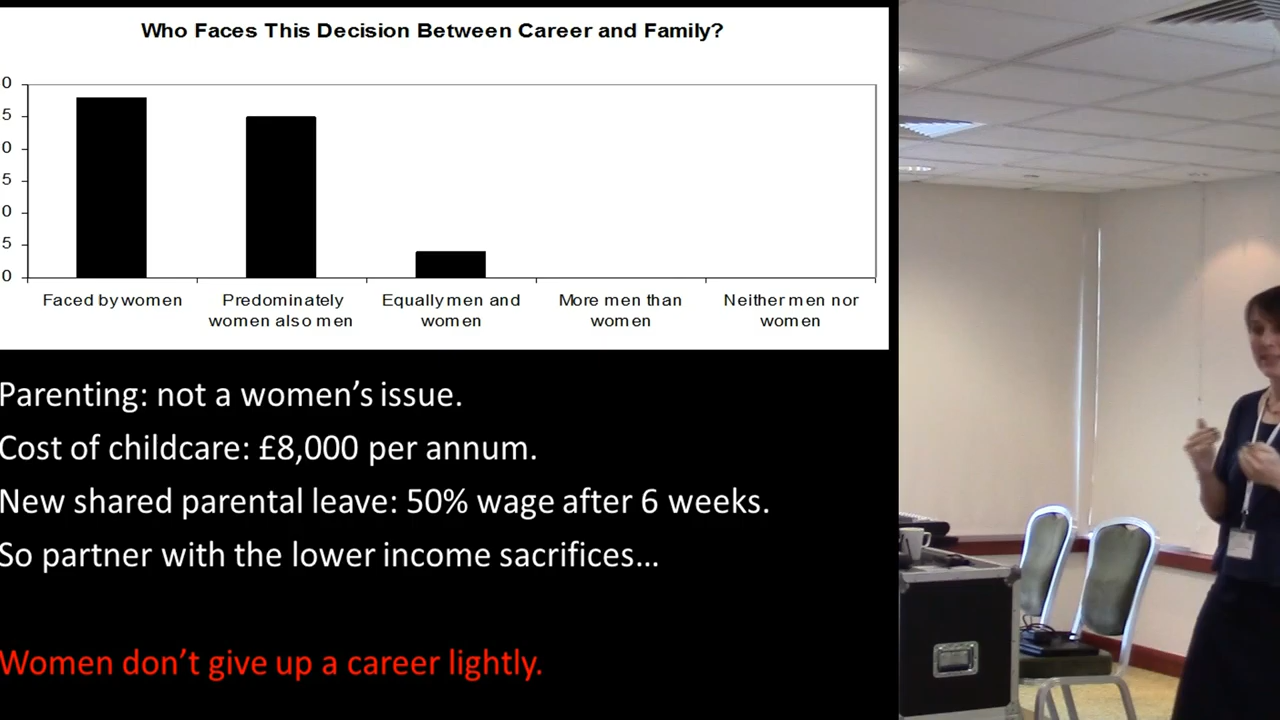 Who Faces This Decision Between Career and Family?
0
5
0
5
0
5
0
Faced by women
Predominately women also men
Equally men and women
More men than women
Neither men nor women
Parenting: not a women’s issue.
Cost of childcare: £8,000 per annum.
New shared parental leave: 50% wage after 6 weeks.
So partner with the lower income sacrifices…
Women don’t give up a career lightly.